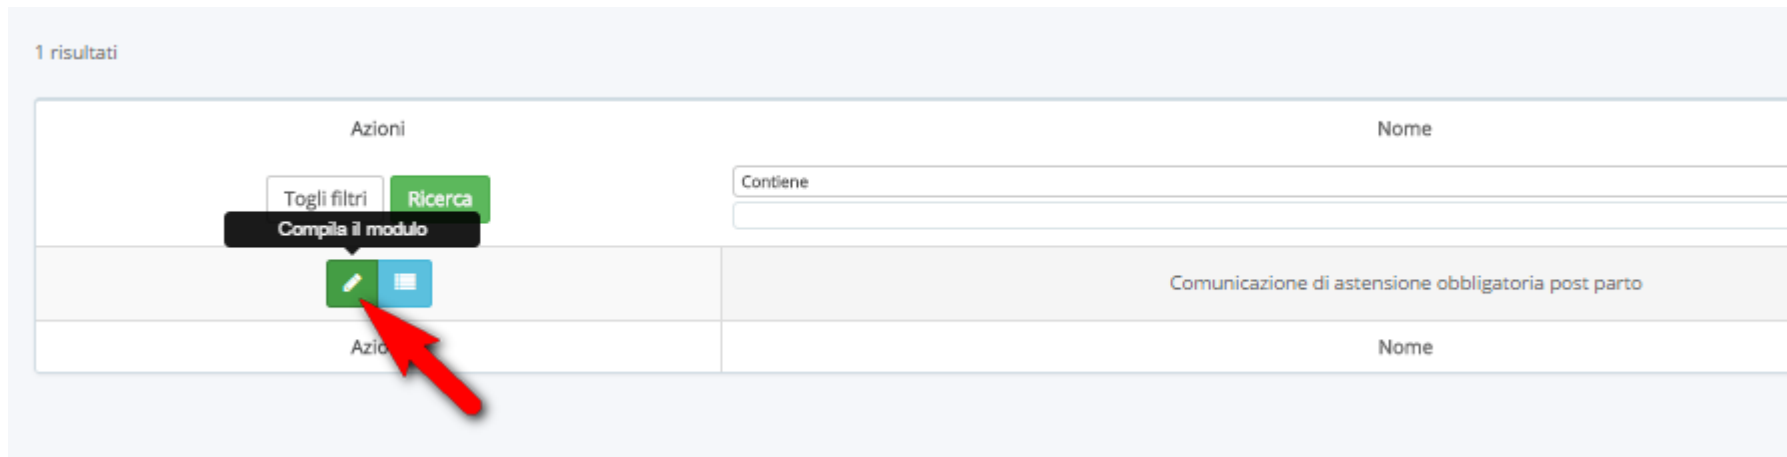 1 risultati
Azioni Nome
Contiene
Togli filtri Ricerca
Compila il modulo
Comunicazione di astensione obbligatoria post parto
Nome